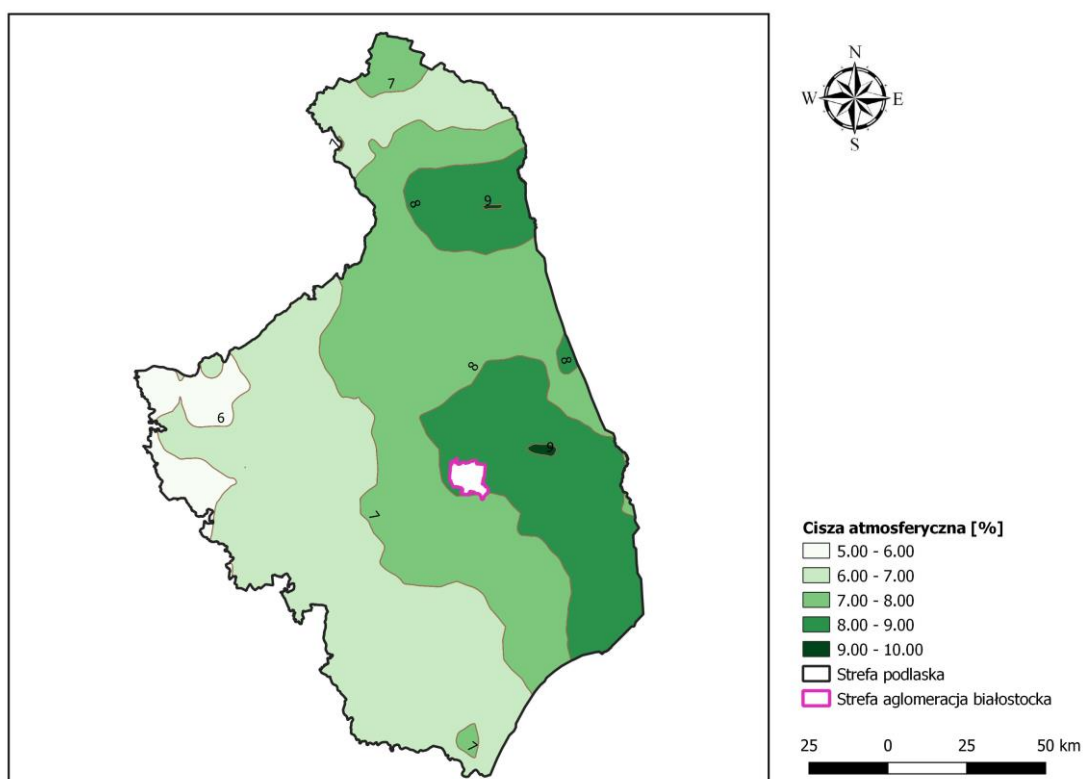 N
W E
S
7
7
9
8
8
8
6
9
7
7
Cisza atmosferyczna [%]
5.00 - 6.00
6.00 - 7.00
7.00 - 8.00
8.00 - 9.00
9.00 - 10.00
Strefa podlaska
Strefa aglomeracja białostocka
25 0 25 50 km